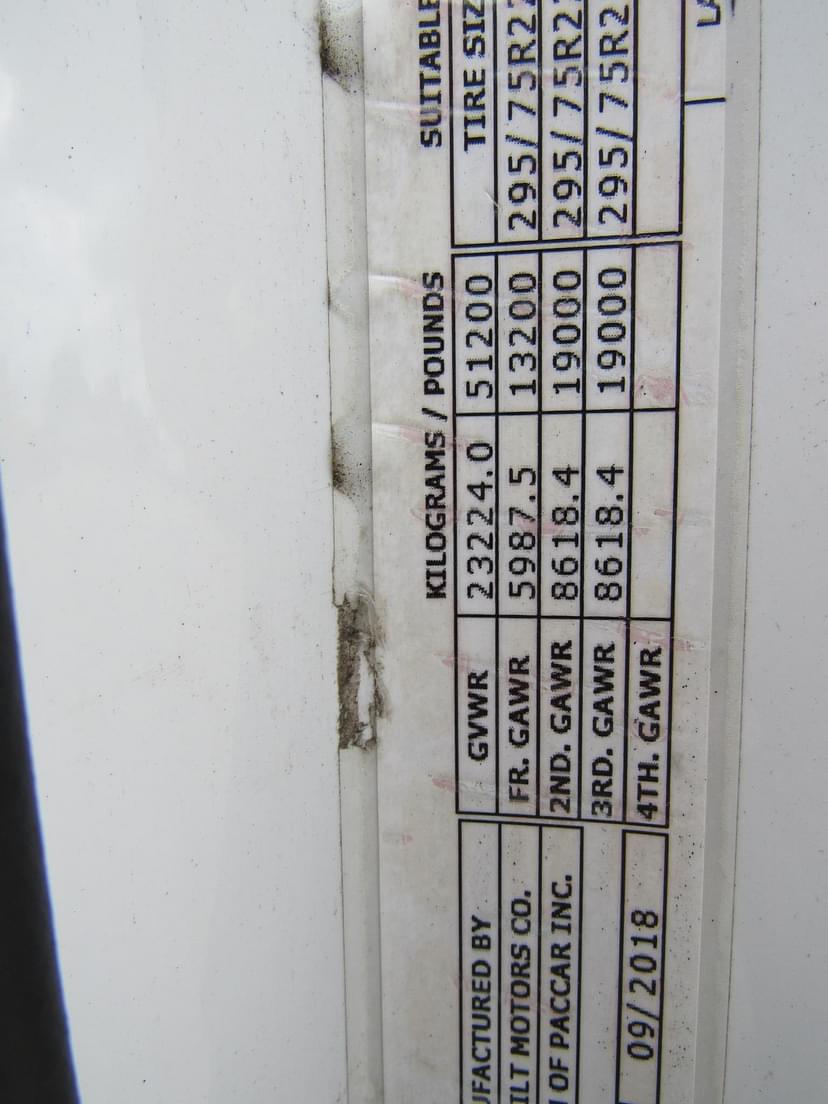 KILOGRAMS / POUNDS SUITABLE
UFACTURED BY GVWR 23224.0 51200 TIRE SIZ
ILT MOTORS CO. FR. GAWR 5987.5 13200 295/75R22
OF PACCAR INC. 2ND. GAWR 8618.4 19000 295/75R2
3RD. GAWR 8618.4 19000 295/75R2
09/2018 4TH. GAWR